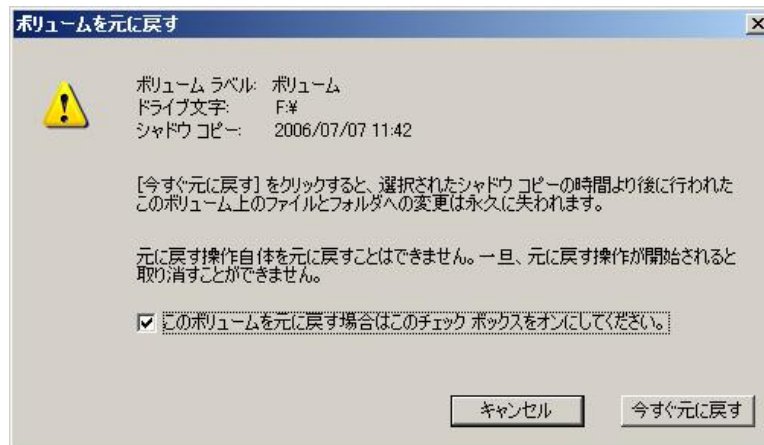 ボリュームを元に戻す
ボリューム ラベル: ボリューム
ドライブ文字: F:¥
シャドウ コピー: 2006/07/07 11:42
[今すぐ元に戻す] をクリックすると、選択されたシャドウ コピーの時間より後に行われた
このボリューム上のファイルとフォルダへの変更は永久に失われます。
元に戻す操作自体を元に戻すことはできません。一旦、元に戻す操作が開始されると
取り消すことができません。
このボリュームを元に戻す場合はこのチェック ボックスをオンにしてください。
キャンセル 今すぐ元に戻す